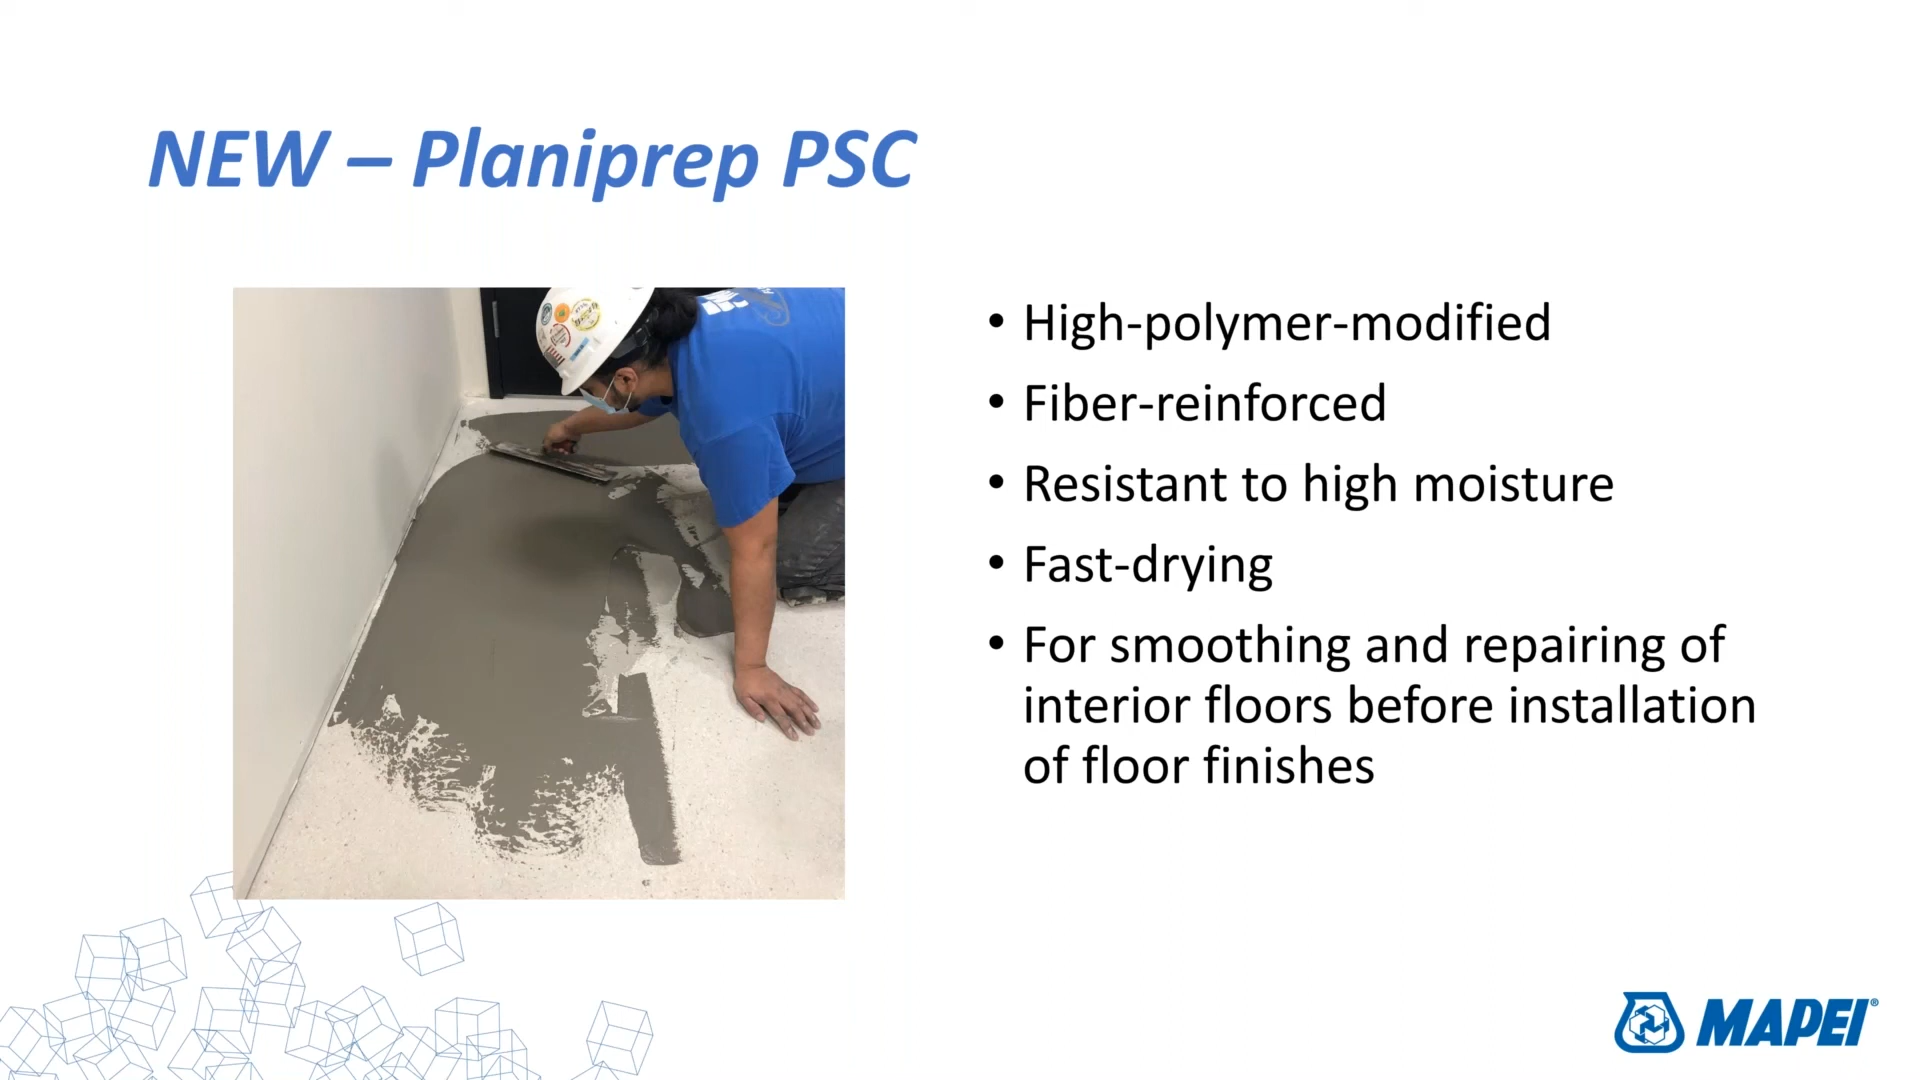 NEW – Planiprep PSC
• High-polymer-modified
• Fiber-reinforced
• Resistant to high moisture
• Fast-drying
• For smoothing and repairing of
interior floors before installation
of floor finishes
MAPEI®